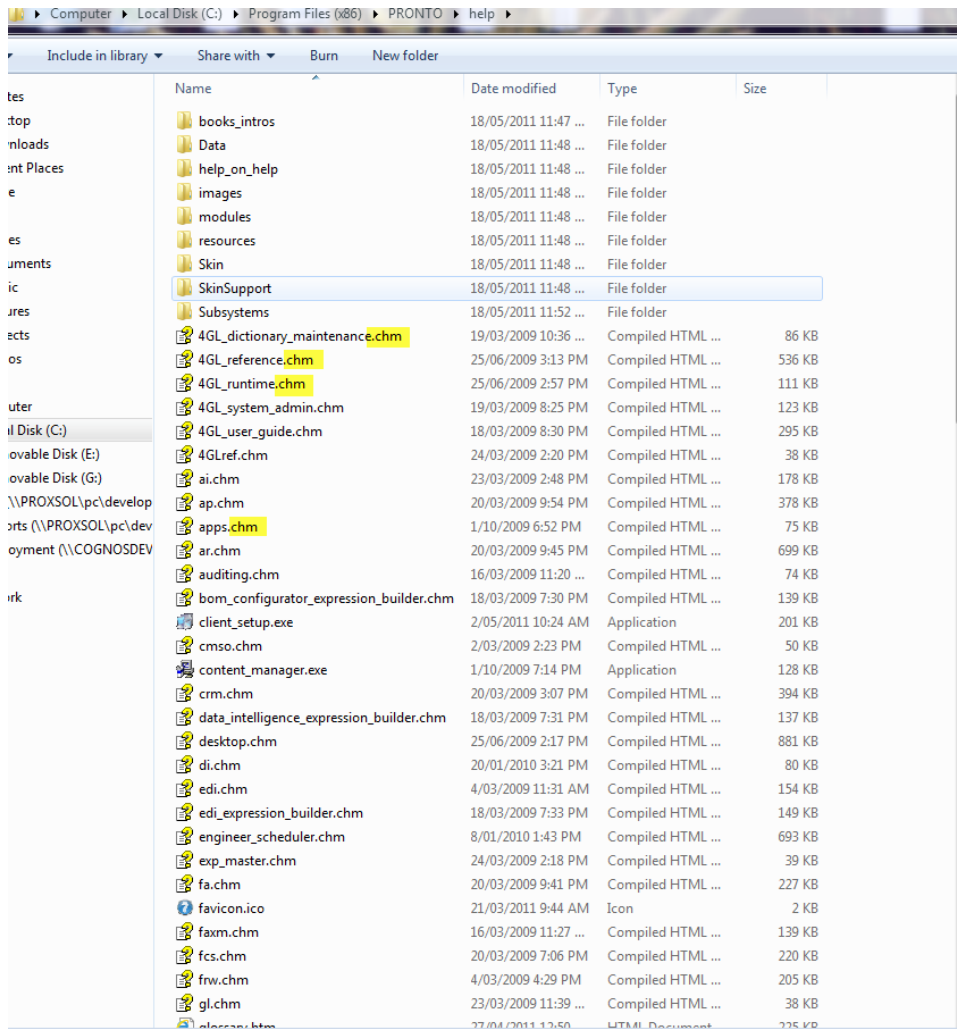 Computer Local Disk (C:) Program Files (x86) PRONTO help
Include in library Share with Burn New folder
Name Date modified Type Size
books_intros 18/05/2011 11:47 ... File folder
Data 18/05/2011 11:48 ... File folder
help_on_help 18/05/2011 11:48 ... File folder
images 18/05/2011 11:48 ... File folder
modules 18/05/2011 11:48 ... File folder
resources 18/05/2011 11:48 ... File folder
Skin 18/05/2011 11:48 ... File folder
SkinSupport 18/05/2011 11:48 ... File folder
Subsystems 18/05/2011 11:52 ... File folder
4GL_dictionary_maintenance.chm 19/03/2009 10:36 ... Compiled HTML ... 86 KB
4GL_reference.chm 25/06/2009 3:13 PM Compiled HTML ... 536 KB
4GL_runtime.chm 25/06/2009 2:57 PM Compiled HTML ... 111 KB
4GL_system_admin.chm 19/03/2009 8:25 PM Compiled HTML ... 123 KB
4GL_user_guide.chm 18/03/2009 8:30 PM Compiled HTML ... 295 KB
4GLref.chm 24/03/2009 2:20 PM Compiled HTML ... 38 KB
ai.chm 23/03/2009 2:48 PM Compiled HTML ... 178 KB
ap.chm 20/03/2009 9:54 PM Compiled HTML ... 378 KB
apps.chm 1/10/2009 6:52 PM Compiled HTML ... 75 KB
ar.chm 20/03/2009 9:45 PM Compiled HTML ... 699 KB
auditing.chm 16/03/2009 11:20 ... Compiled HTML ... 74 KB
bom_configurator_expression_builder.chm 18/03/2009 7:30 PM Compiled HTML ... 139 KB
client_setup.exe 2/05/2011 10:24 AM Application 201 KB
cmso.chm 2/03/2009 2:23 PM Compiled HTML ... 50 KB
content_manager.exe 1/10/2009 7:14 PM Application 128 KB
crm.chm 20/03/2009 3:07 PM Compiled HTML ... 394 KB
data_intelligence_expression_builder.chm 18/03/2009 7:31 PM Compiled HTML ... 137 KB
desktop.chm 25/06/2009 2:17 PM Compiled HTML ... 881 KB
di.chm 20/01/2010 3:21 PM Compiled HTML ... 80 KB
edi.chm 4/03/2009 11:31 AM Compiled HTML ... 154 KB
edi_expression_builder.chm 18/03/2009 7:33 PM Compiled HTML ... 149 KB
engineer_scheduler.chm 8/01/2010 1:43 PM Compiled HTML ... 693 KB
exp_master.chm 24/03/2009 2:18 PM Compiled HTML ... 39 KB
fa.chm 20/03/2009 9:41 PM Compiled HTML ... 227 KB
favicon.ico 21/03/2011 9:44 AM Icon 2 KB
faxm.chm 16/03/2009 11:27 ... Compiled HTML ... 139 KB
fcs.chm 20/03/2009 7:06 PM Compiled HTML ... 220 KB
frw.chm 4/03/2009 4:29 PM Compiled HTML ... 205 KB
gl.chm 23/03/2009 11:39 ... Compiled HTML ... 38 KB
glossary.htm 27/04/2011 12:50 HTML Document 225 KB
ites
ktop
nloads
ent Places
e
es
uments
ic
ures
ects
os
uter
al Disk (C:)
ovable Disk (E:)
ovable Disk (G:)
\\PROXSOL\pc\develop
orts (\\PROXSOL\pc\dev
oyment (\\COGNOSDEV
ork